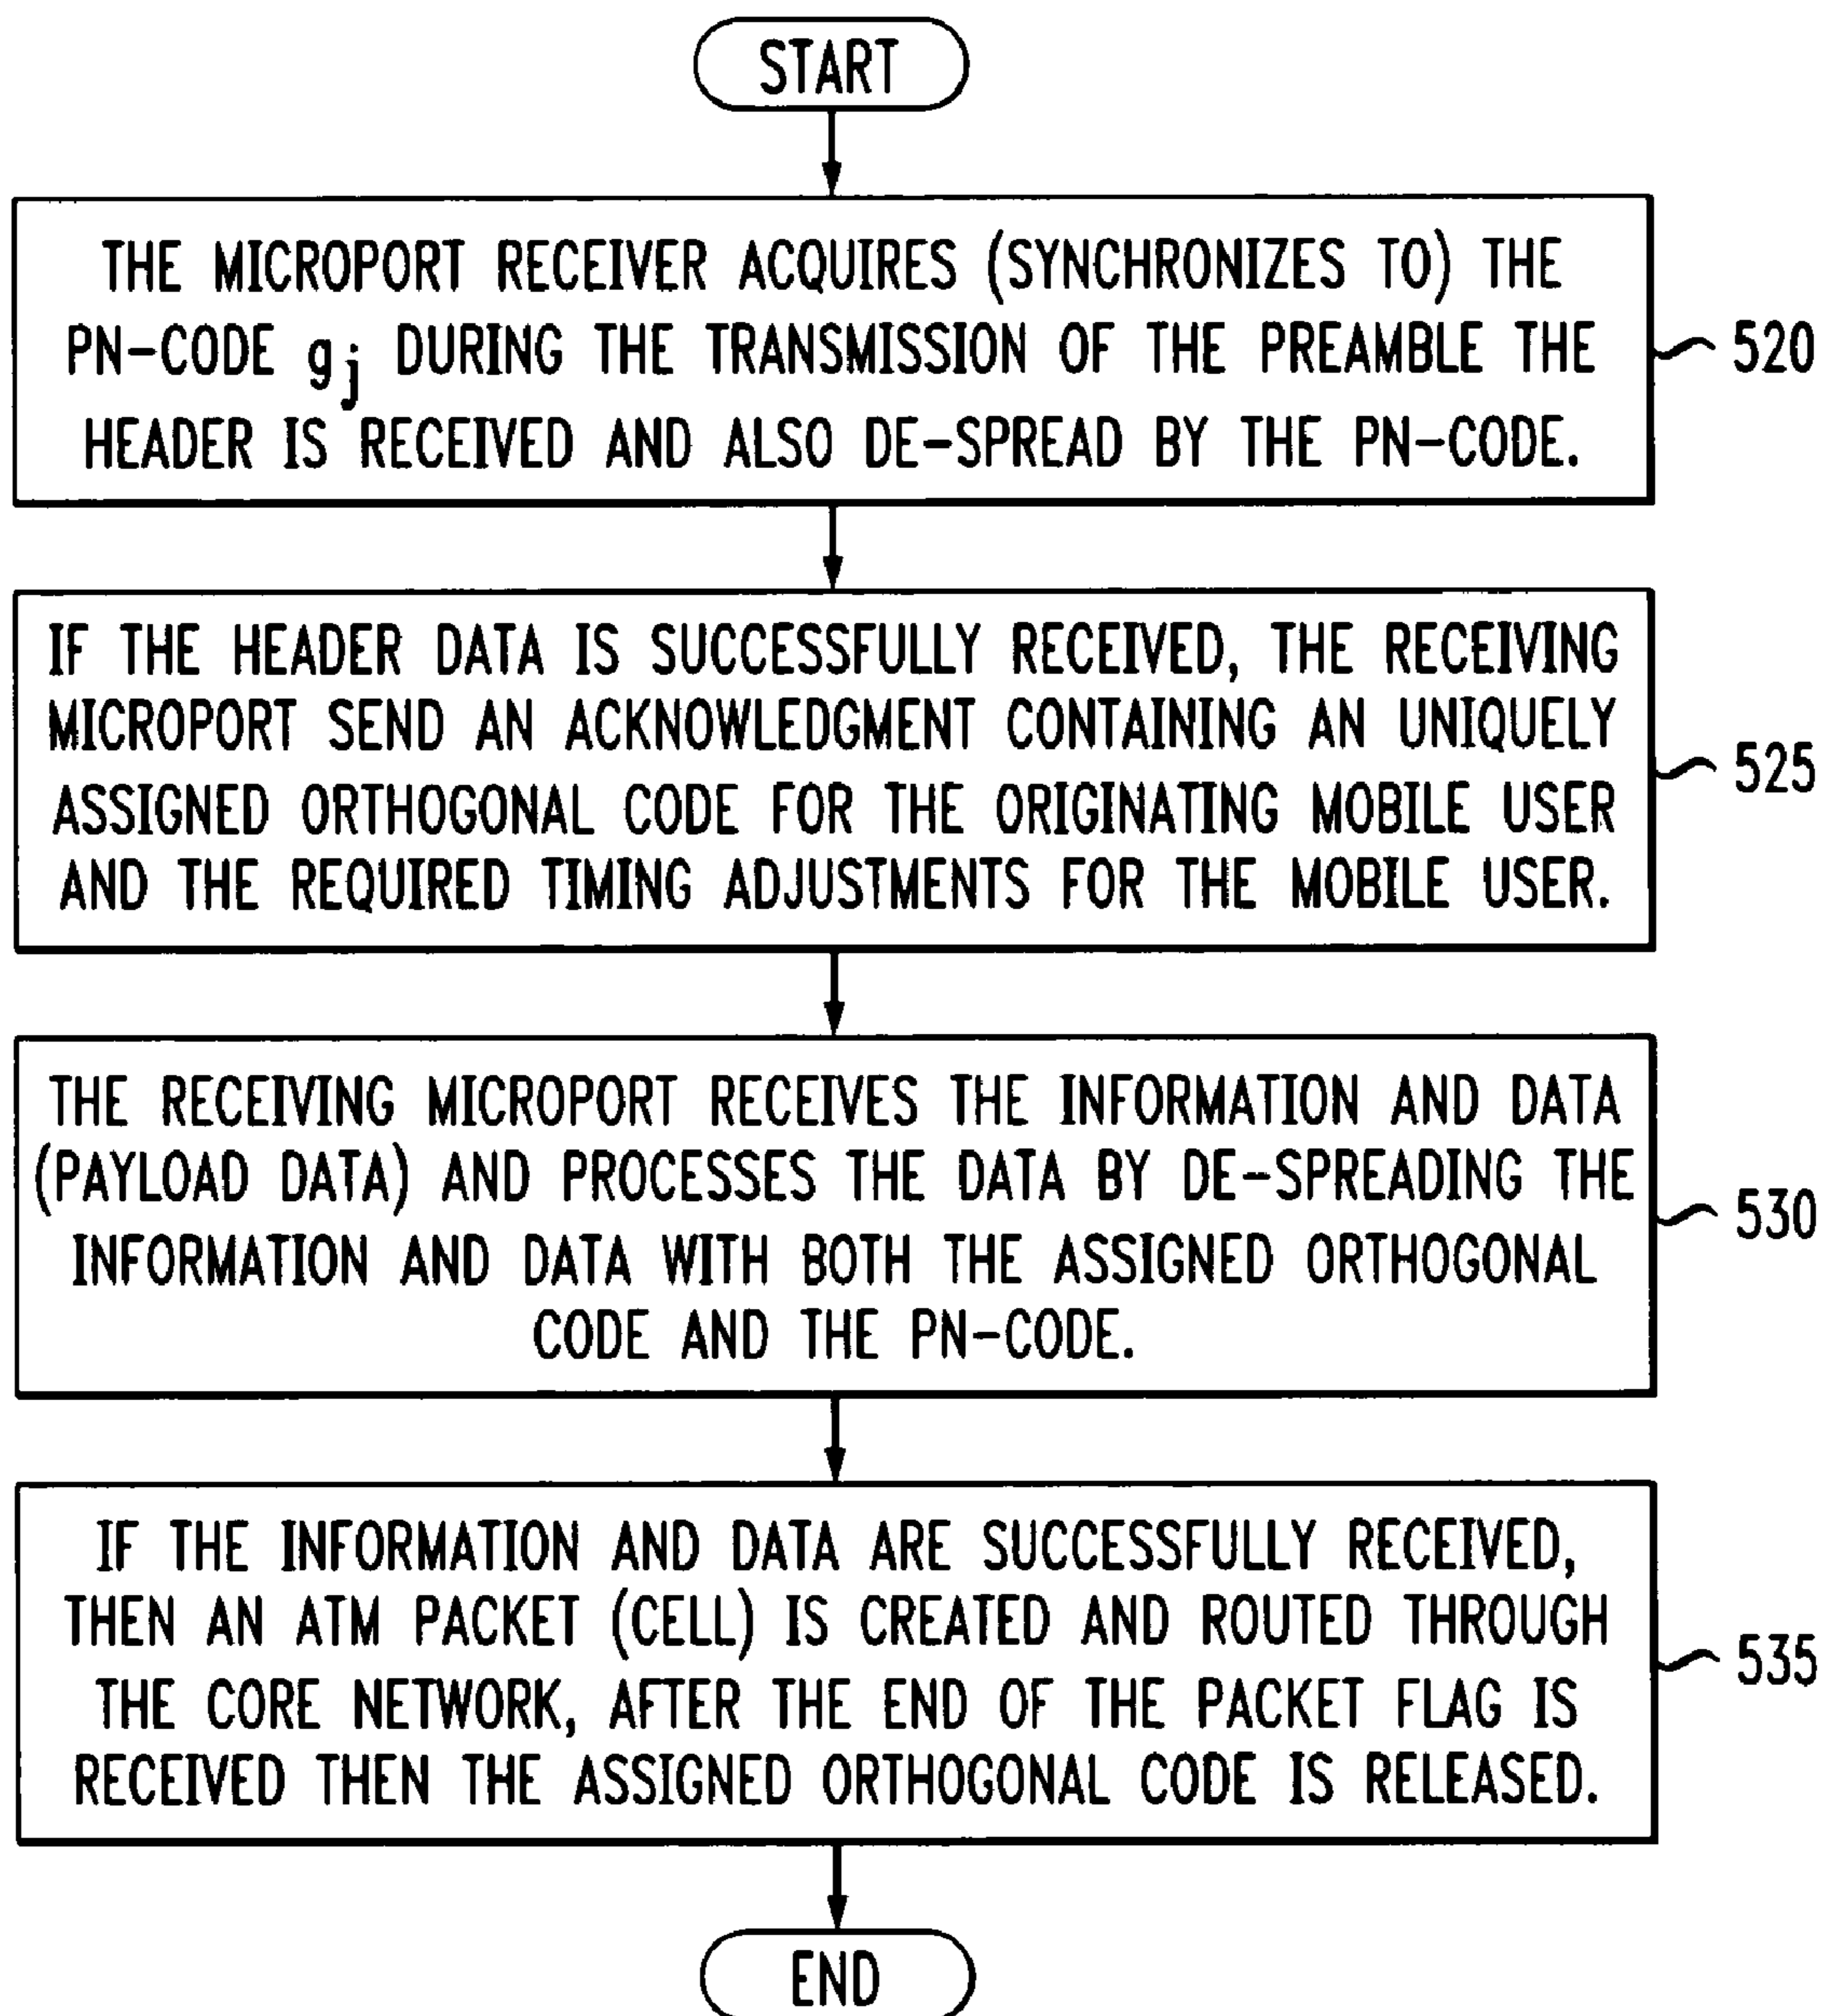 START
THE MICROPORT RECEIVER ACQUIRES (SYNCHRONIZES TO) THE
PN-CODE gj DURING THE TRANSMISSION OF THE PREAMBLE THE
HEADER IS RECEIVED AND ALSO DE-SPREAD BY THE PN-CODE.
520
IF THE HEADER DATA IS SUCCESSFULLY RECEIVED, THE RECEIVING
MICROPORT SEND AN ACKNOWLEDGMENT CONTAINING AN UNIQUELY
ASSIGNED ORTHOGONAL CODE FOR THE ORIGINATING MOBILE USER
AND THE REQUIRED TIMING ADJUSTMENTS FOR THE MOBILE USER.
525
THE RECEIVING MICROPORT RECEIVES THE INFORMATION AND DATA
(PAYLOAD DATA) AND PROCESSES THE DATA BY DE-SPREADING THE
INFORMATION AND DATA WITH BOTH THE ASSIGNED ORTHOGONAL
CODE AND THE PN-CODE.
530
IF THE INFORMATION AND DATA ARE SUCCESSFULLY RECEIVED,
THEN AN ATM PACKET (CELL) IS CREATED AND ROUTED THROUGH
THE CORE NETWORK, AFTER THE END OF THE PACKET FLAG IS
RECEIVED THEN THE ASSIGNED ORTHOGONAL CODE IS RELEASED.
535
END